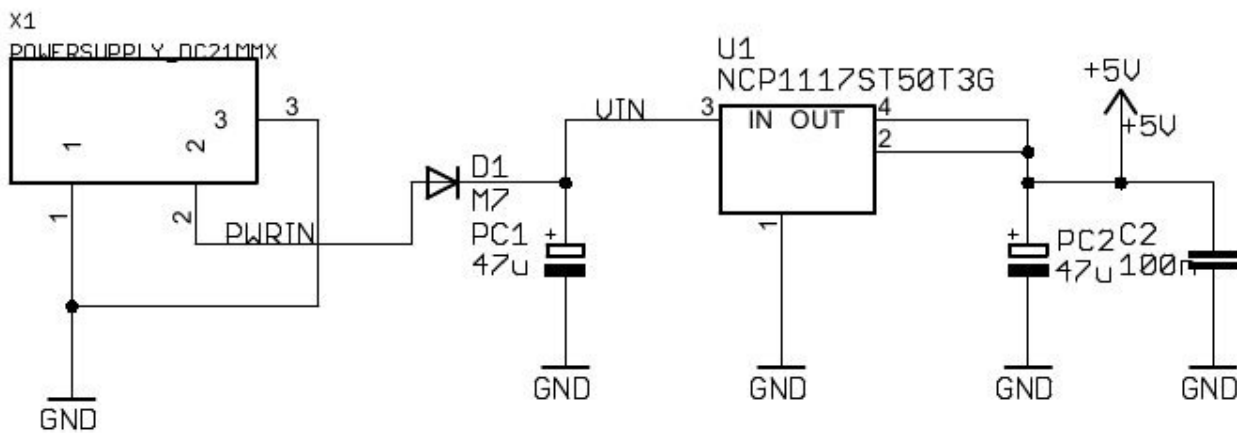 X1
POWERSUPPLY_DC21MMX
1
2
3
3
1
2
PWRIN
D1
M7
PC1
47u
+
GND
VIN
U1
NCP1117ST50T3G
3
IN OUT
4
2
1
GND
+5V
+5V
+
PC2
47u
C2
100n
GND
GND
GND